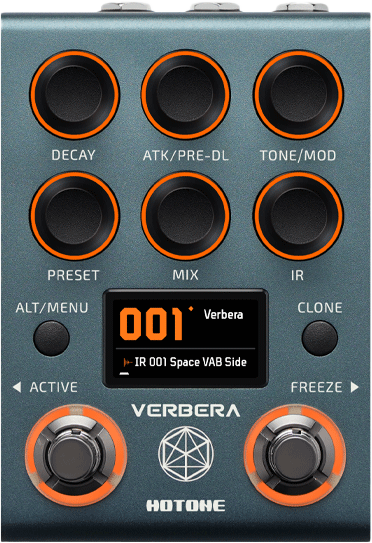 DECAY ATK/PRE-DL TONE/MOD
PRESET MIX IR
ALT/MENU CLONE
001* Verbera
IR 001 Space VAB Side
◀ ACTIVE FREEZE ▶
VERBERA
HOTONE